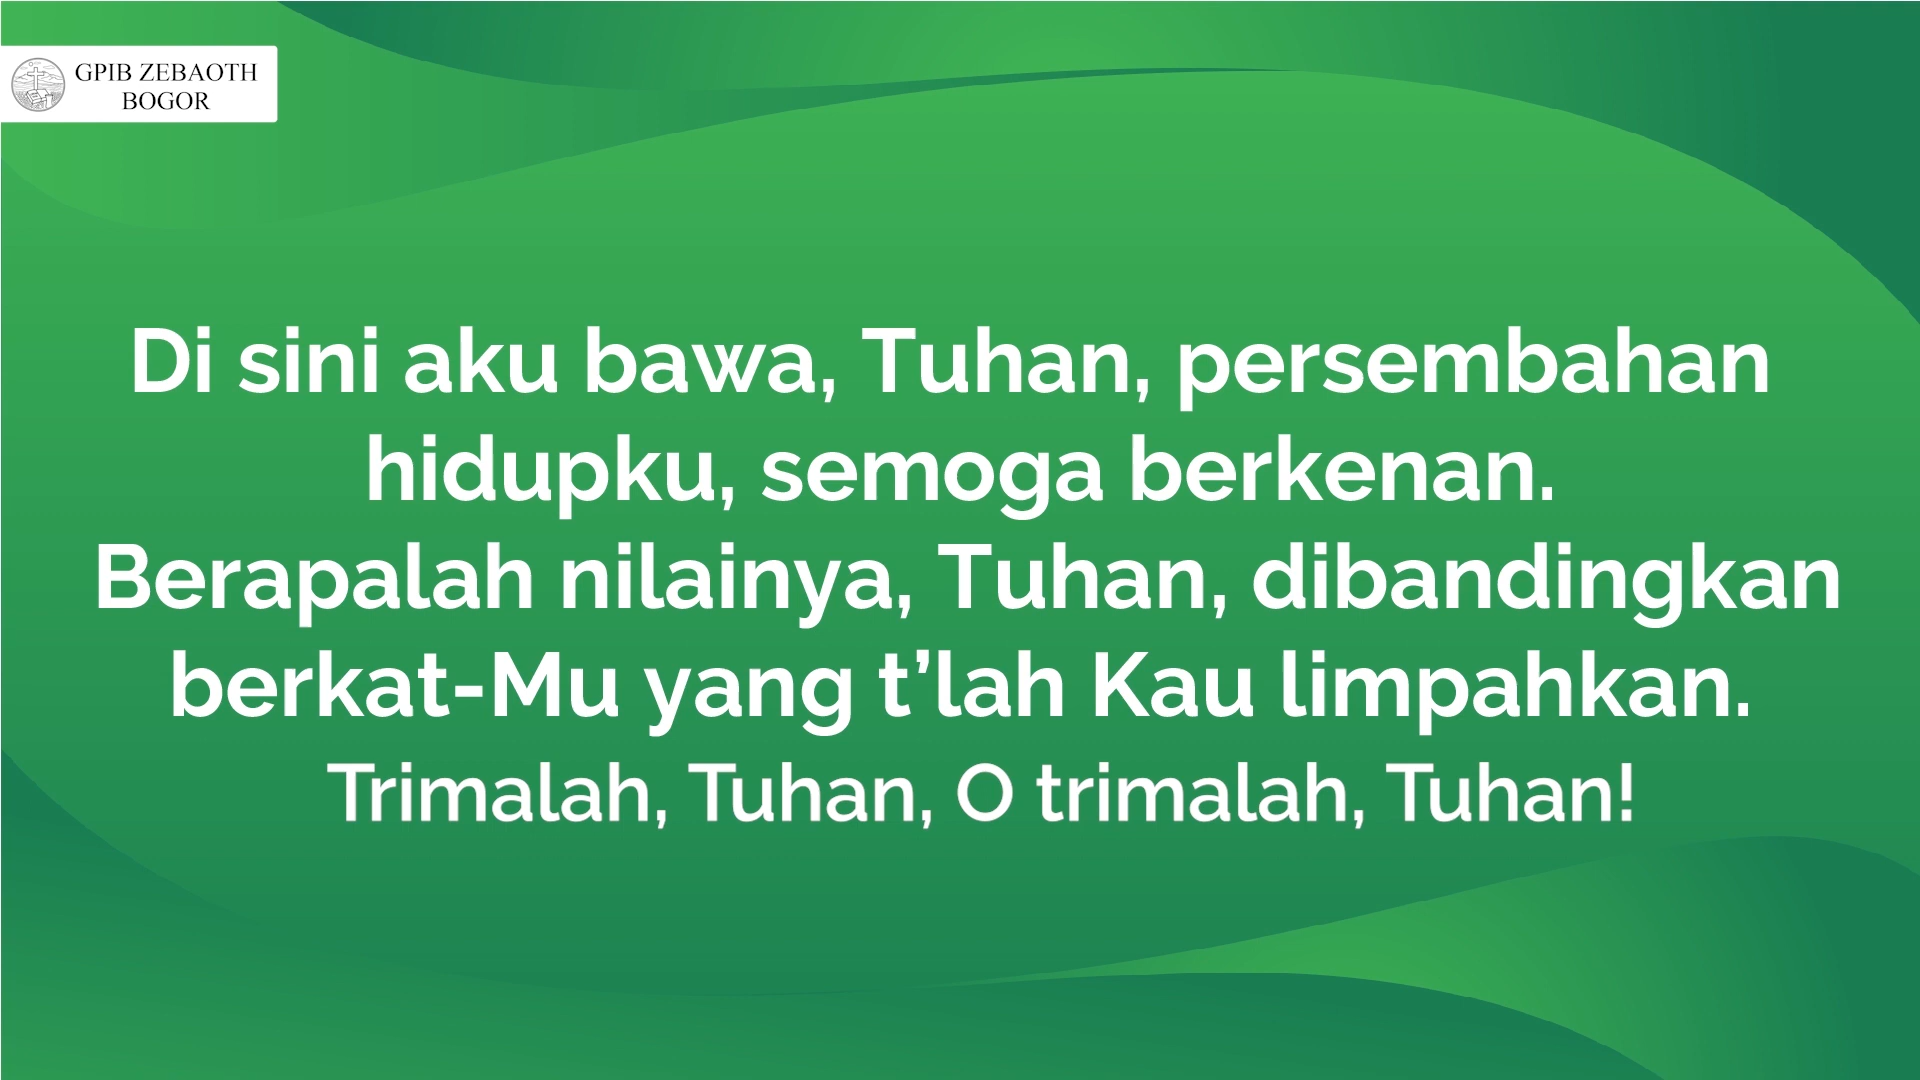 GPIB ZEBAOTH
BOGOR
Di sini aku bawa, Tuhan, persembahan
hidupku, semoga berkenan.
Berapalah nilainya, Tuhan, dibandingkan
berkat-Mu yang t’lah Kau limpahkan.
Trimalah, Tuhan, O trimalah, Tuhan!